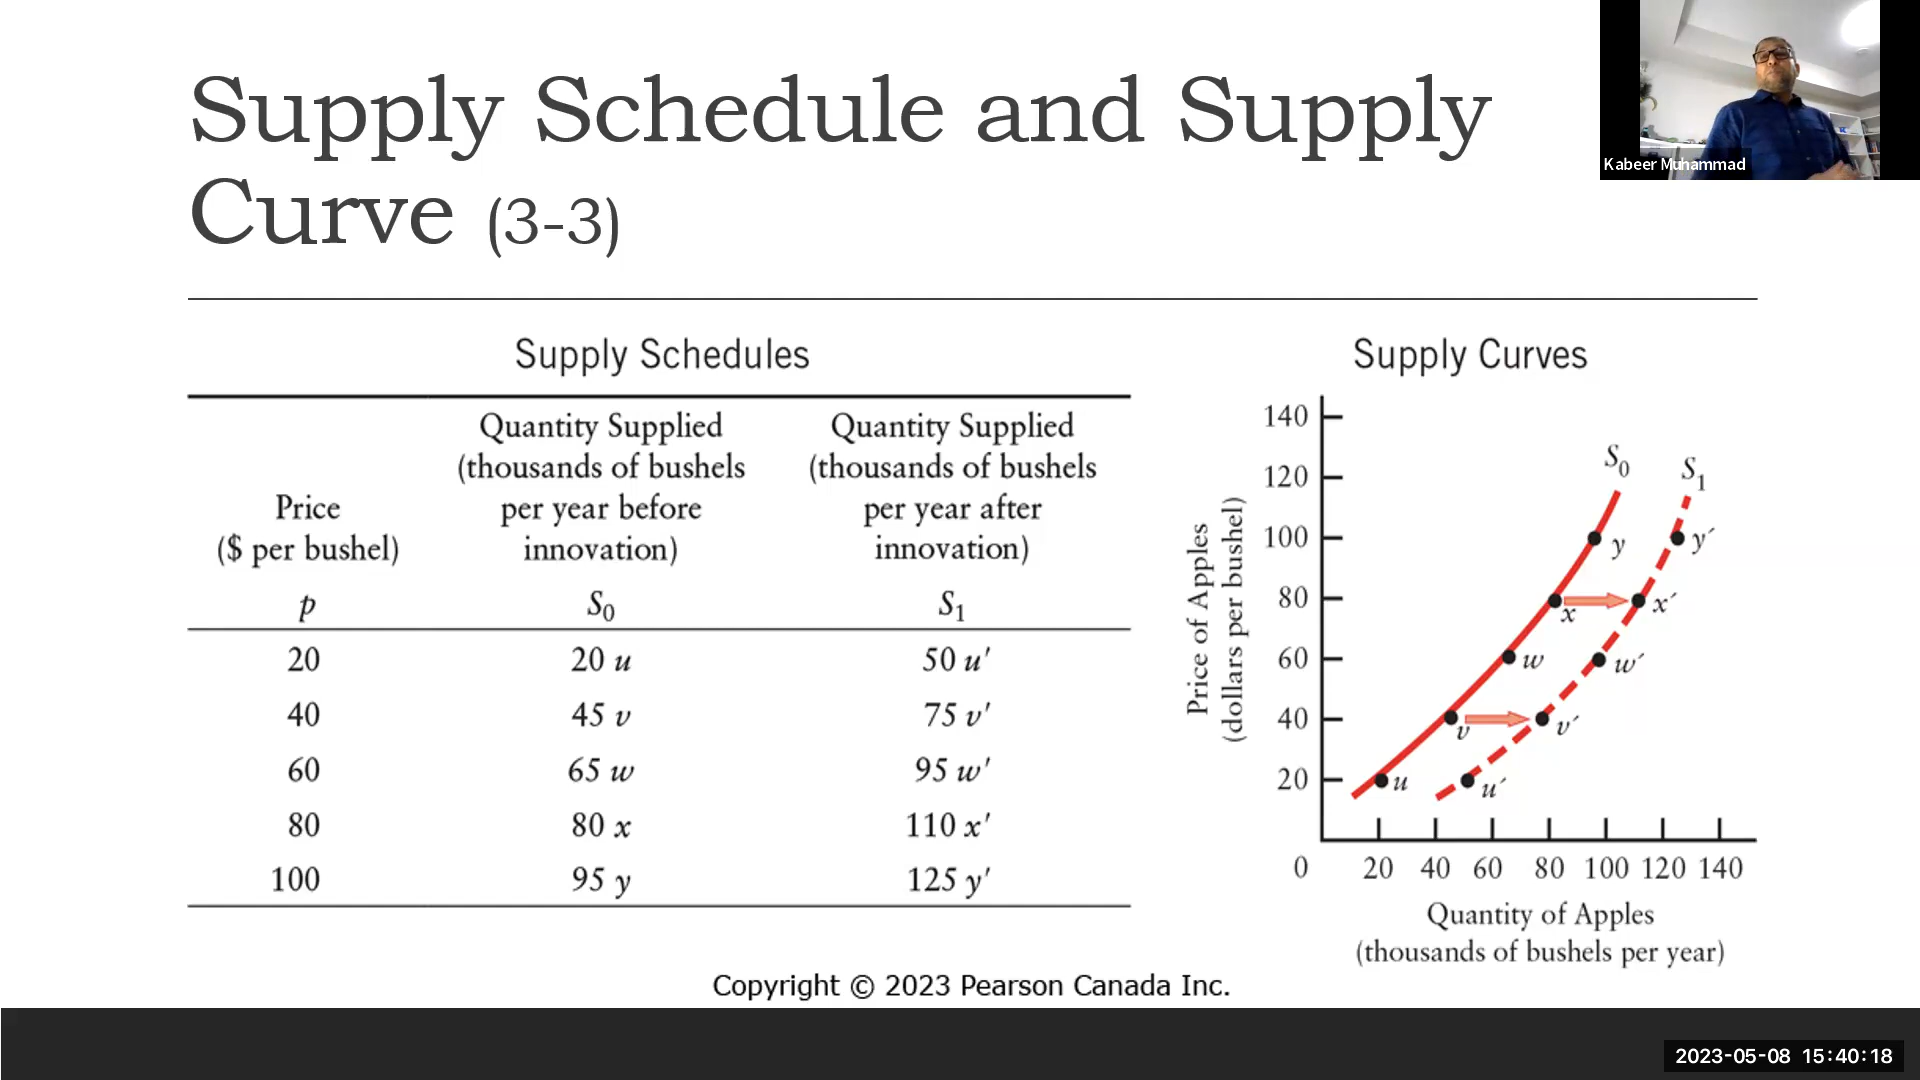 Supply Schedule and Supply
Curve (3-3)
Kabeer Muhammad
Supply Schedules
Price
($ per bushel)
Quantity Supplied
(thousands of bushels
per year before
innovation)
Quantity Supplied
(thousands of bushels
per year after
innovation)
p S₀ S₁
20 20 u 50 u′
40 45 v 75 v′
60 65 w 95 w′
80 80 x 110 x′
100 95 y 125 y′
Supply Curves
Price of Apples
(dollars per bushel)
140
120
100
80
60
40
20
S₀
S₁
y
y′
x
x′
w
w′
v
v′
u
u′
0 20 40 60 80 100 120 140
Quantity of Apples
(thousands of bushels per year)
Copyright © 2023 Pearson Canada Inc.
2023-05-08 15:40:18